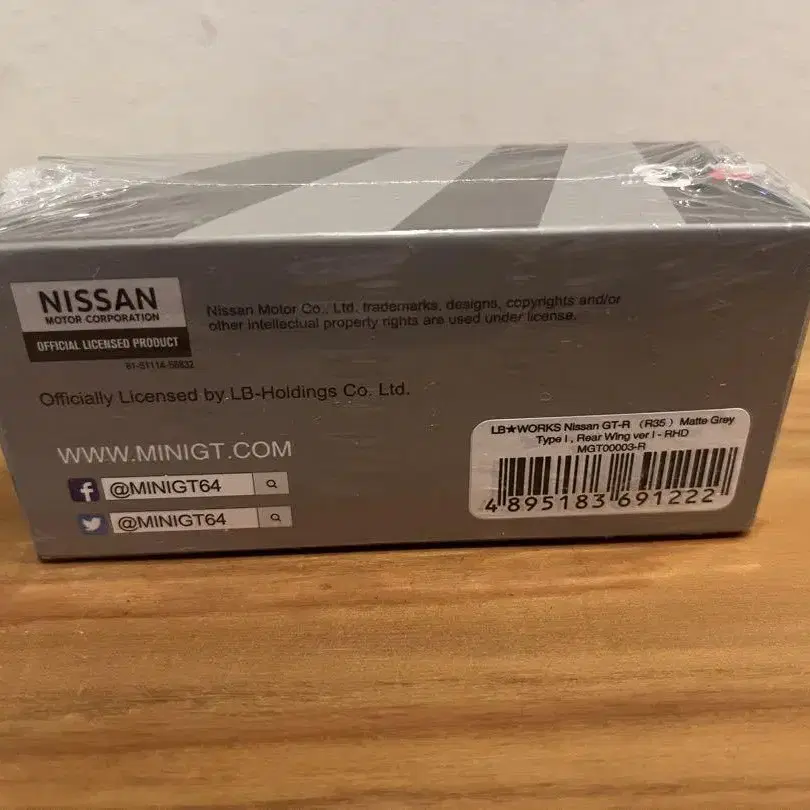 NISSAN
MOTOR CORPORATION
OFFICIAL LICENSED PRODUCT
Nissan Motor Co., Ltd. trademarks, designs, copyrights and/or
other intellectual property rights are used under license.
Officially Licensed by LB-Holdings Co. Ltd.
WWW.MINIGT.COM
@MINIGT64
@MINIGT64
LB★WORKS Nissan GT-R （R35）Matte Grey
Type I , Rear Wing ver I - RHD
MGT00003-R
4 895183 691222